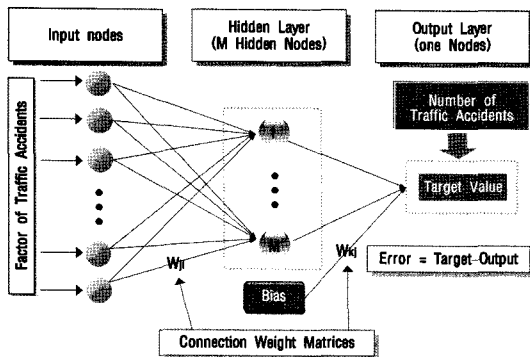 Input nodes
Hidden Layer
(M Hidden Nodes)
Output Layer
(one Nodes)
Factor of Traffic Accidents
Number of
Traffic Accidents
1
Target Value
M
Wji
Wkj
Error = Target-Output
Bias
Connection Weight Matrices